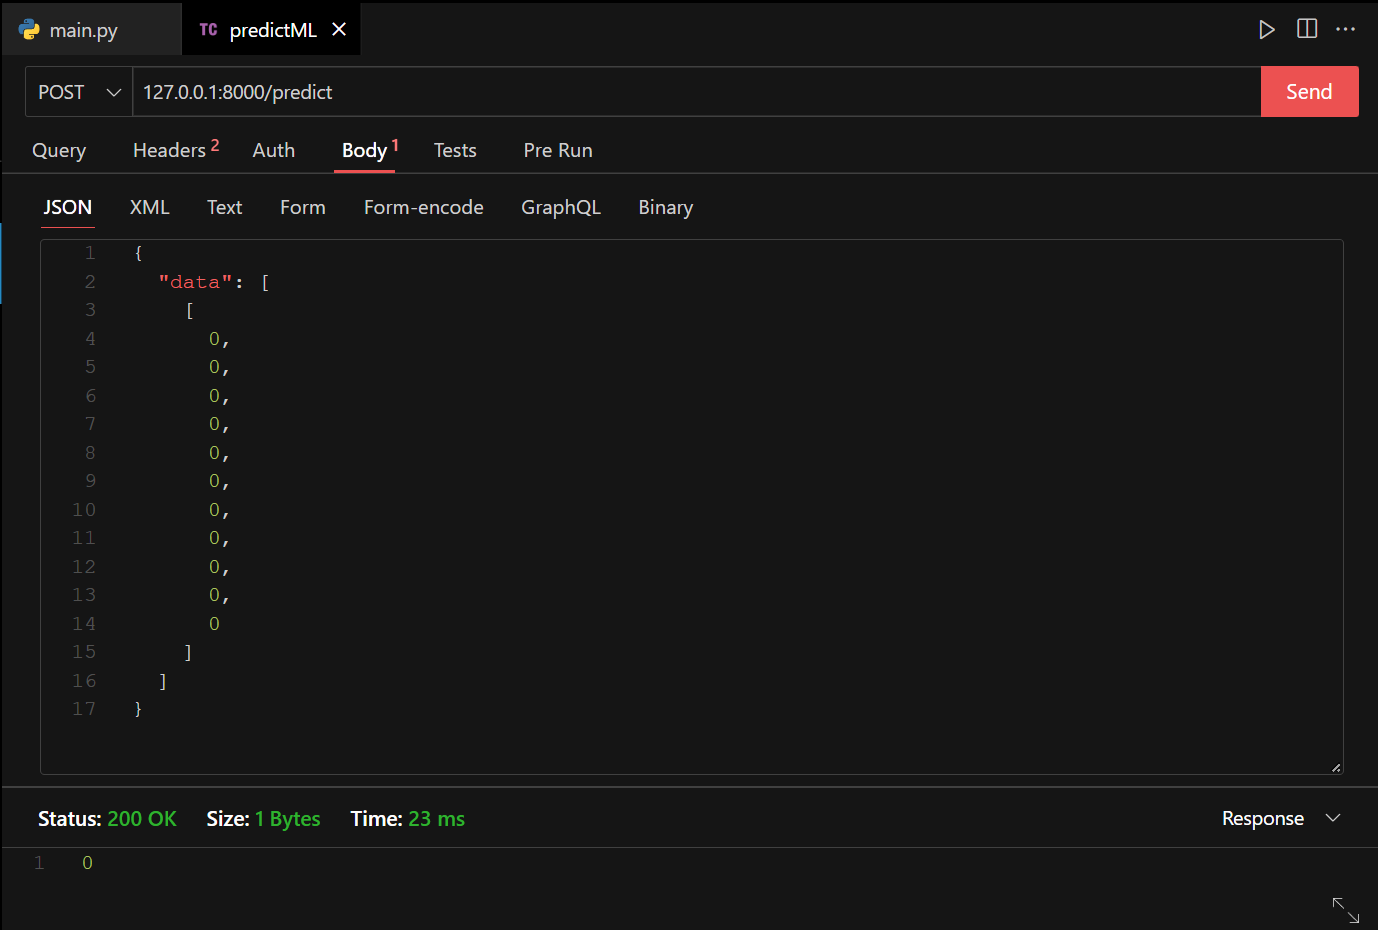 main.py TC predictML
POST 127.0.0.1:8000/predict Send
Query Headers 2 Auth Body 1 Tests Pre Run
JSON XML Text Form Form-encode GraphQL Binary
1 {
2 "data": [
3 [
4 0,
5 0,
6 0,
7 0,
8 0,
9 0,
10 0,
11 0,
12 0,
13 0,
14 0
15 ]
16 ]
17 }
Status: 200 OK Size: 1 Bytes Time: 23 ms Response
1 0